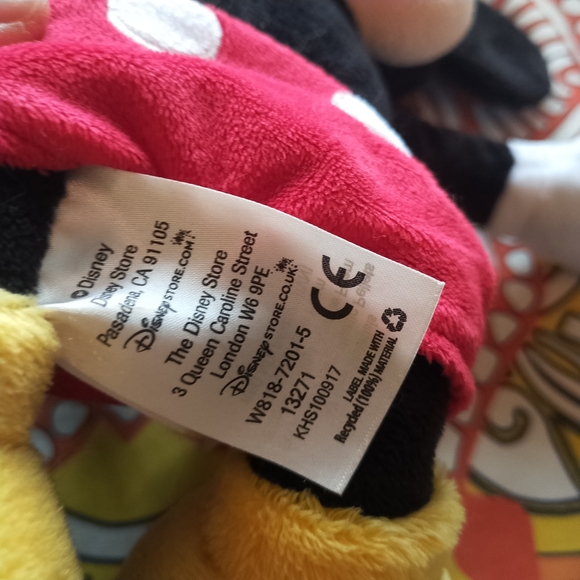 ©Disney
Disney Store
Pasadena, CA 91105
DISNEYSTORE.COM
The Disney Store
3 Queen Caroline Street
London W6 9PE
DISNEYSTORE.CO.UK
W818-7201-5
13271
KHS100917
CE
LABEL MADE WITH
Recycled (100%) MATERIAL